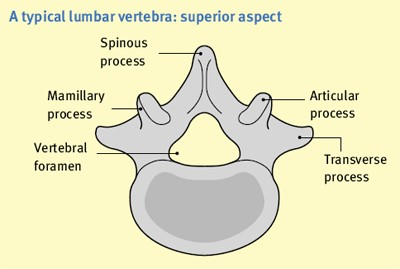 A typical lumbar vertebra: superior aspect
Spinous
process
Mamillary
process
Articular
process
Vertebral
foramen
Transverse
process